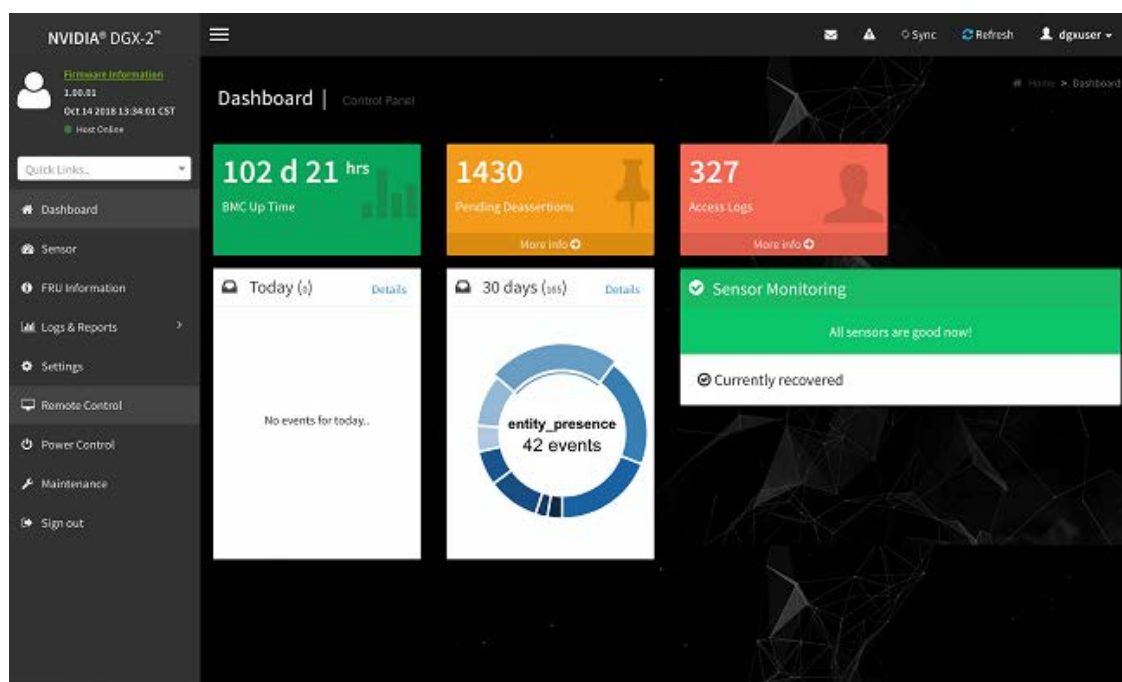 NVIDIA® DGX-2™
Sync
Refresh
dgxuser
Firmware Information
1.00.01
Oct 14 2018 13:34:01 CST
Host Online
Quick Links..
Dashboard
Sensor
FRU Information
Logs & Reports
Settings
Remote Control
Power Control
Maintenance
Sign out
Dashboard | Control Panel
Home > Dashboard
102 d 21 hrs
BMC Up Time
1430
Pending Deassertions
More info
327
Access Logs
More info
Today (0) Details
No events for today..
30 days (165) Details
entity_presence
42 events
Sensor Monitoring
All sensors are good now!
Currently recovered